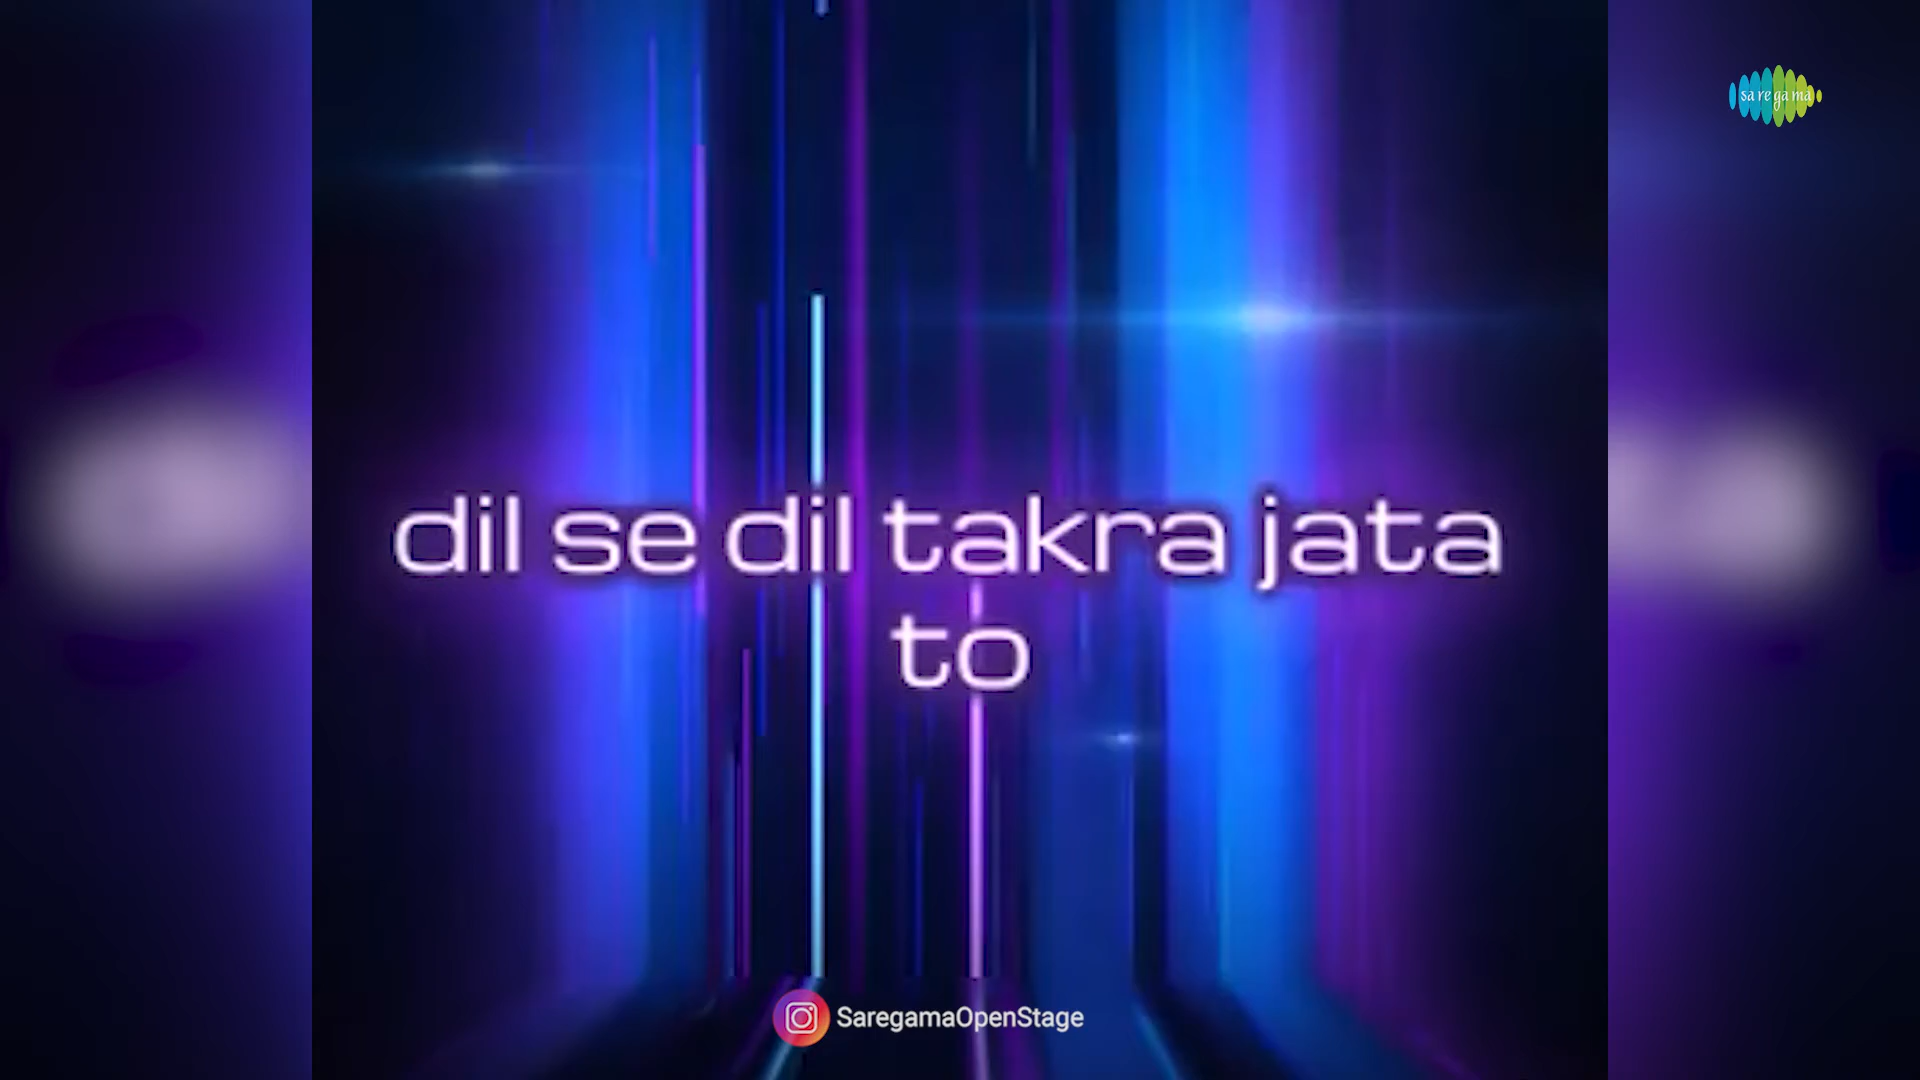 sa re ga ma
dil se dil takra jata
to
SaregamaOpenStage